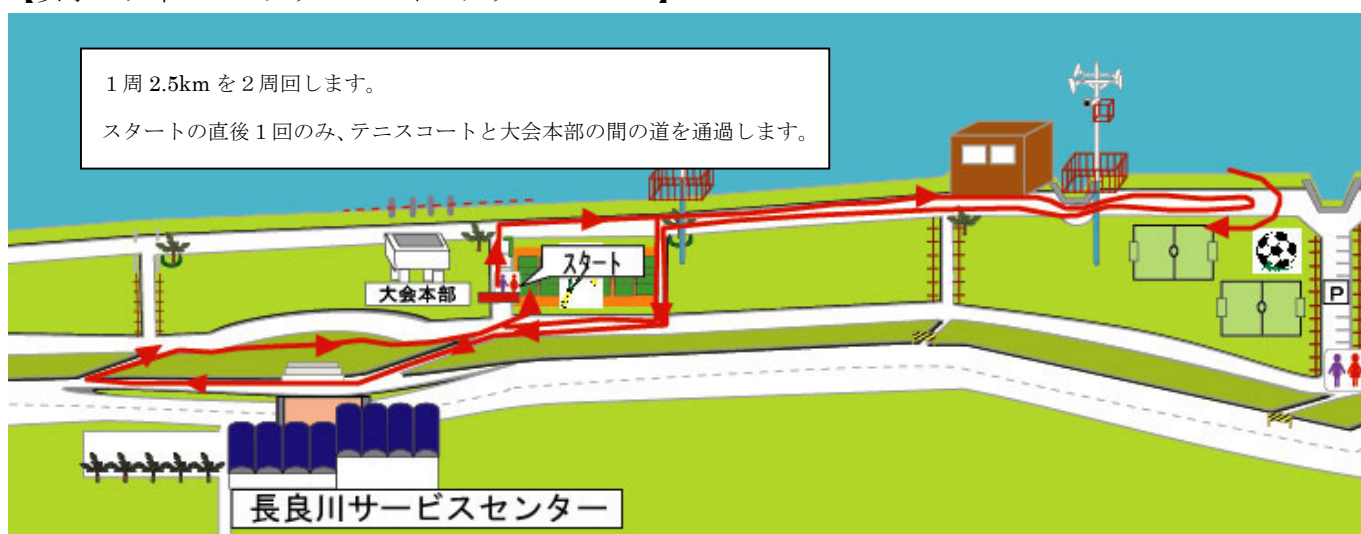 １周 2.5km を２周回します。
スタートの直後１回のみ、テニスコートと大会本部の間の道を通過します。
スタート
大会本部
P
長良川サービスセンター